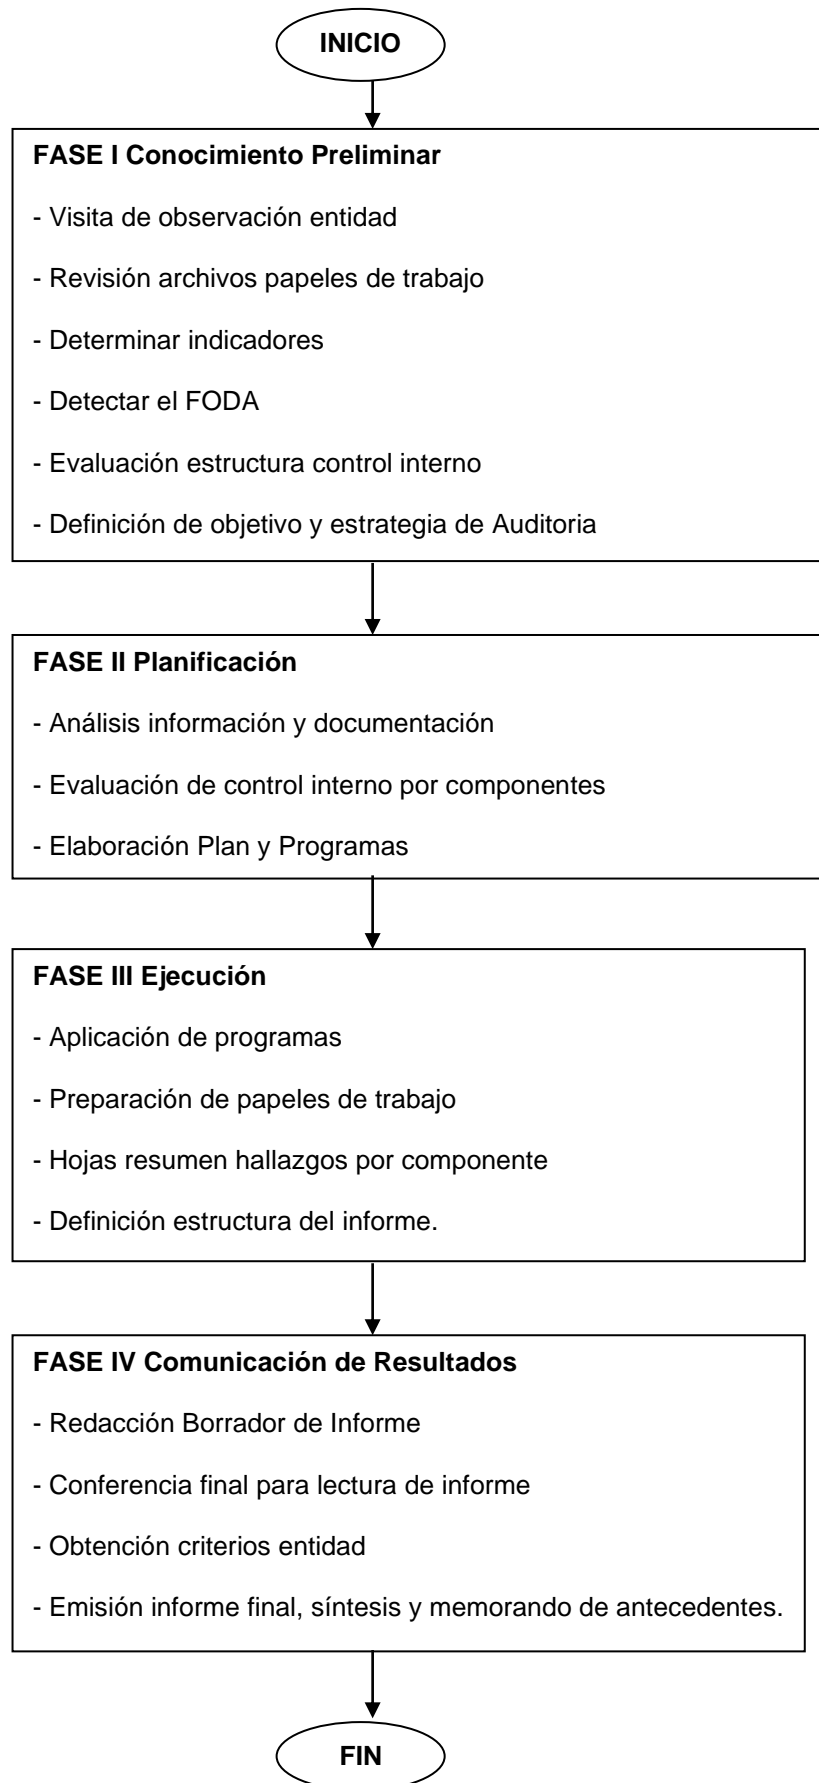 INICIO
FASE I Conocimiento Preliminar
- Visita de observación entidad
- Revisión archivos papeles de trabajo
- Determinar indicadores
- Detectar el FODA
- Evaluación estructura control interno
- Definición de objetivo y estrategia de Auditoria
FASE II Planificación
- Análisis información y documentación
- Evaluación de control interno por componentes
- Elaboración Plan y Programas
FASE III Ejecución
- Aplicación de programas
- Preparación de papeles de trabajo
- Hojas resumen hallazgos por componente
- Definición estructura del informe.
FASE IV Comunicación de Resultados
- Redacción Borrador de Informe
- Conferencia final para lectura de informe
- Obtención criterios entidad
- Emisión informe final, síntesis y memorando de antecedentes.
FIN